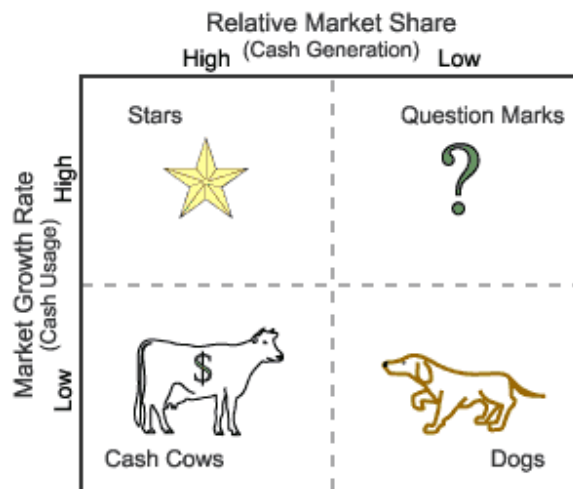 Relative Market Share
(Cash Generation)
High Low
Stars Question Marks
?
Market Growth Rate
(Cash Usage)
High
Low
$
Cash Cows Dogs